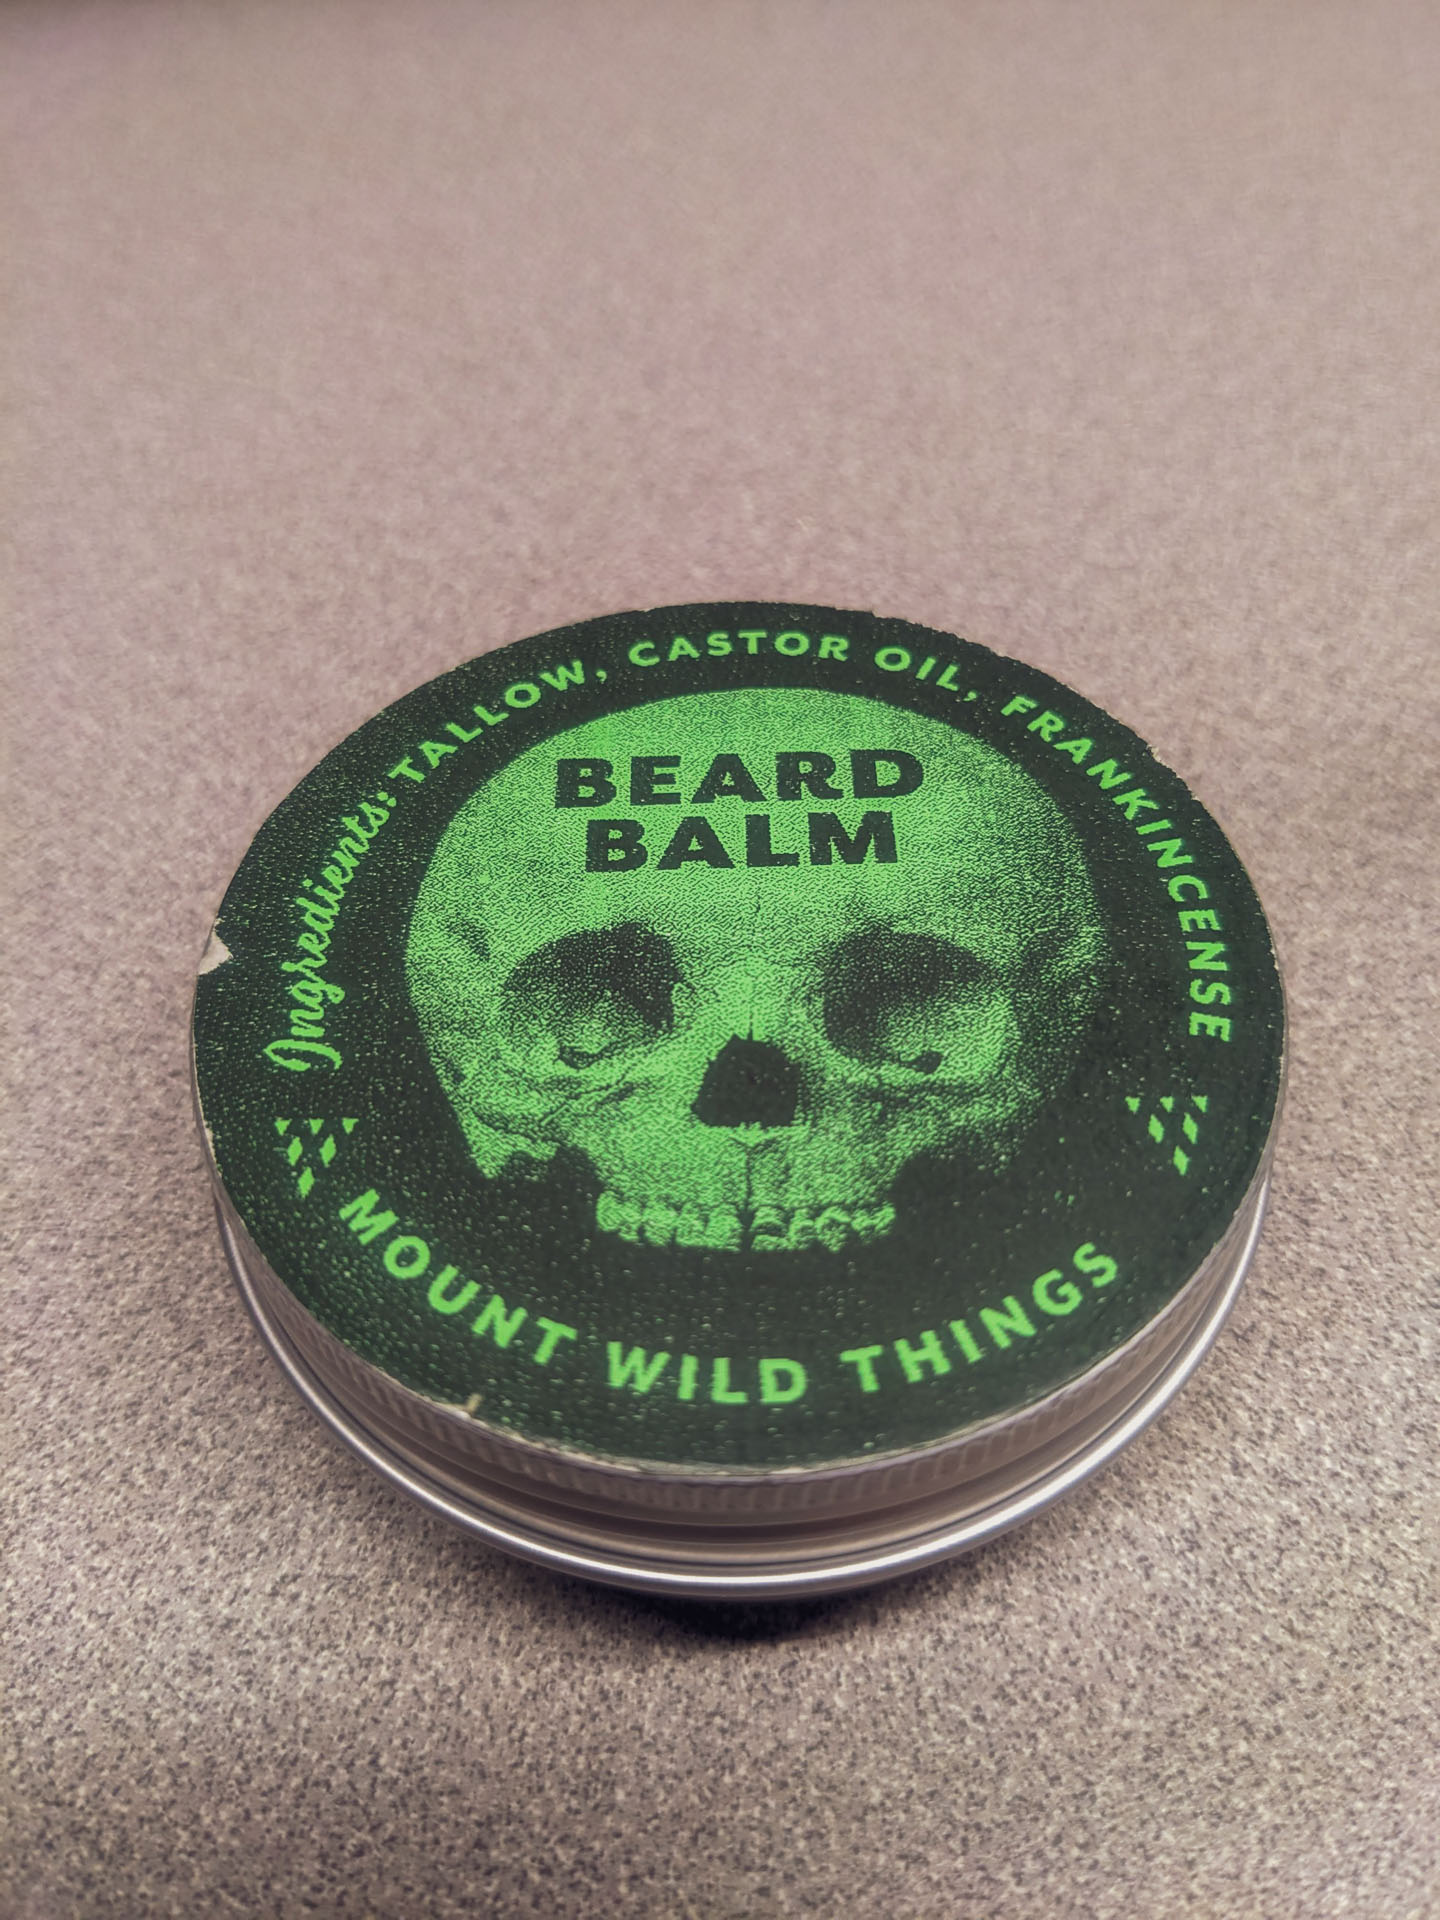 Ingredients: TALLOW, CASTOR OIL, FRANKINCENSE
BEARD
BALM
MOUNT WILD THINGS